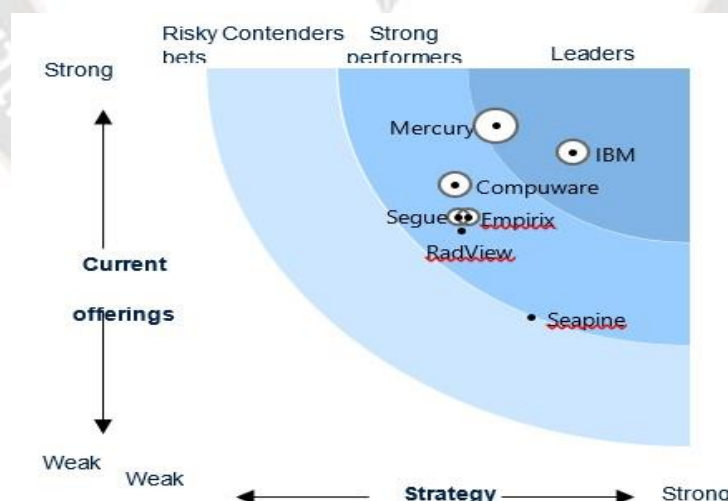 Risky Contenders Strong
bets performers Leaders
Strong
Mercury
IBM
Compuware
Segue Empirix
RadView
Current
offerings
Seapine
Weak
Weak
Strategy Strong